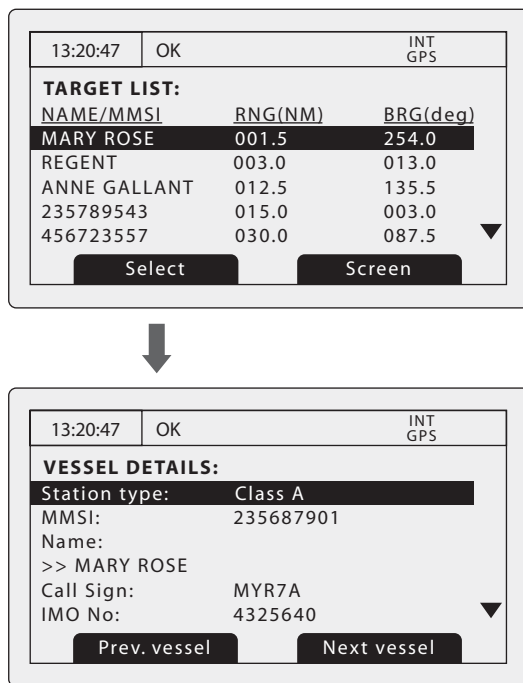 13:20:47 OK INT GPS
TARGET LIST:
NAME/MMSI RNG(NM) BRG(deg)
MARY ROSE 001.5 254.0
REGENT 003.0 013.0
ANNE GALLANT 012.5 135.5
235789543 015.0 003.0
456723557 030.0 087.5
Select Screen
13:20:47 OK INT GPS
VESSEL DETAILS:
Station type: Class A
MMSI: 235687901
Name:
>> MARY ROSE
Call Sign: MYR7A
IMO No: 4325640
Prev. vessel Next vessel